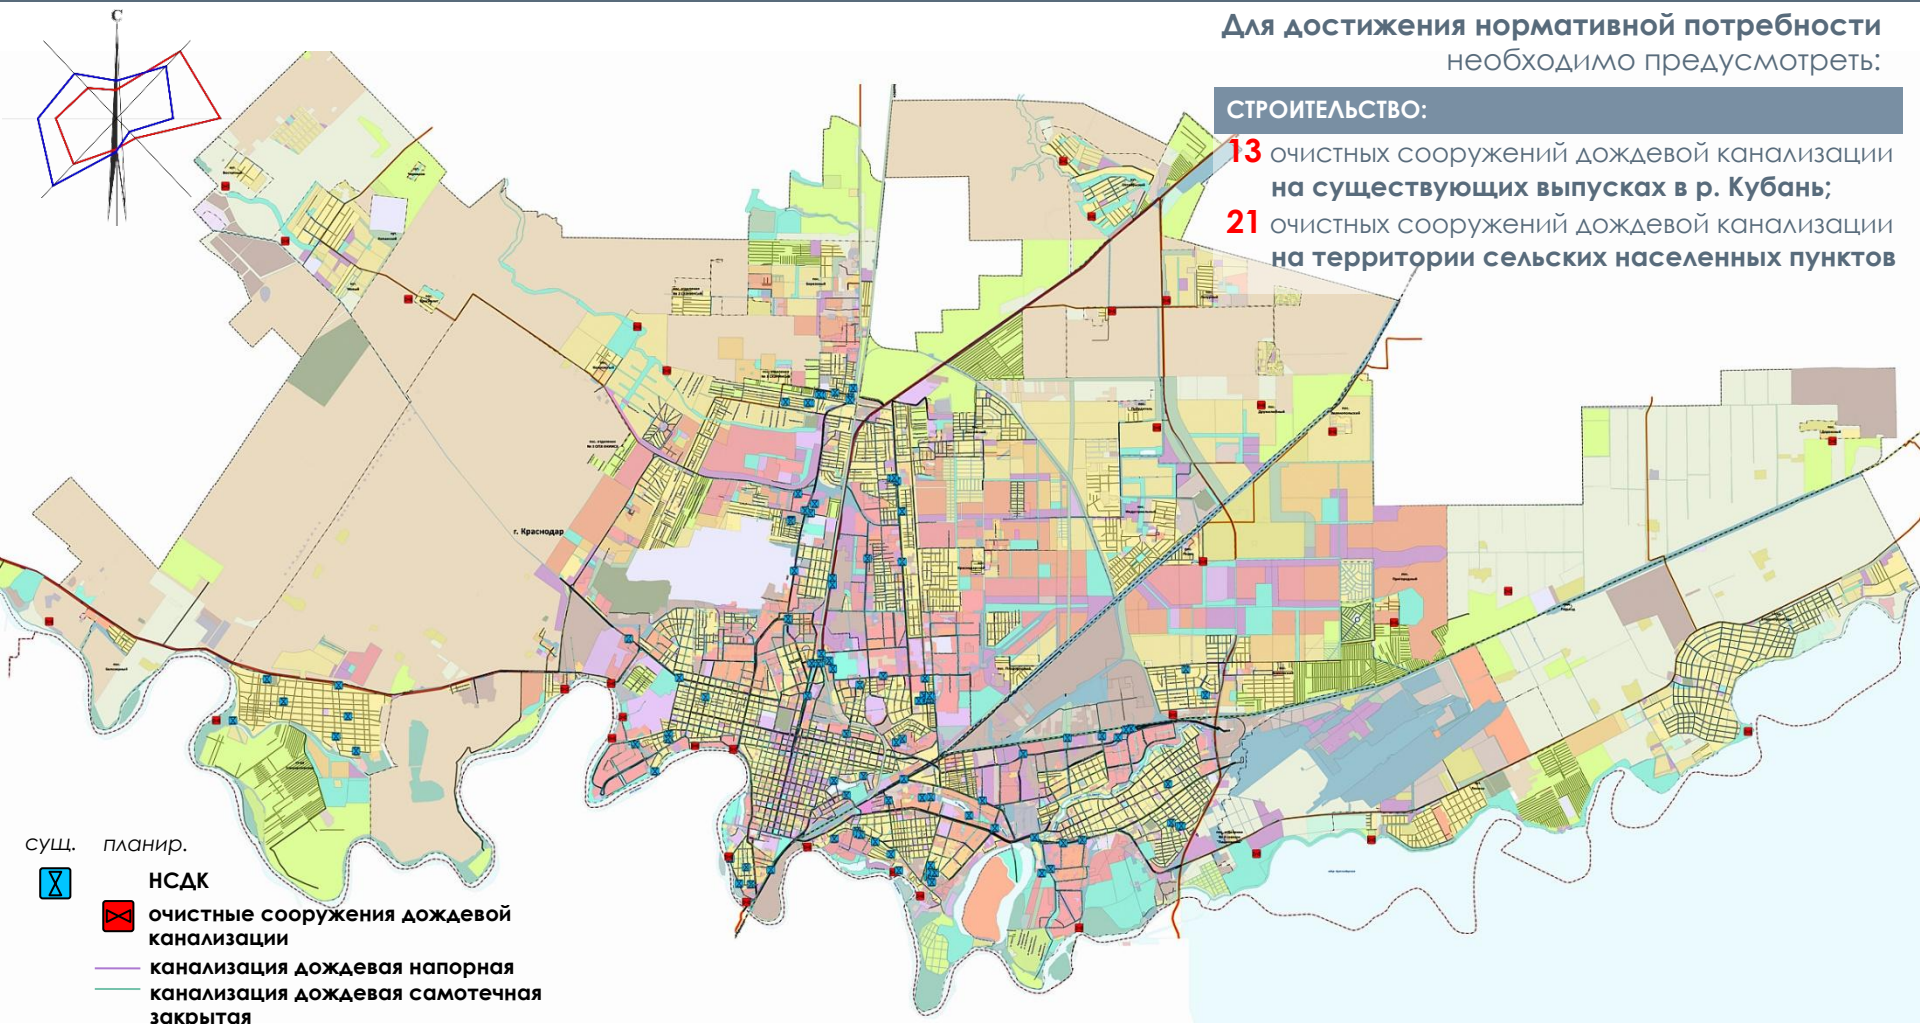 Для достижения нормативной потребности
необходимо предусмотреть:
СТРОИТЕЛЬСТВО:
13 очистных сооружений дождевой канализации
на существующих выпусках в р. Кубань;
21 очистных сооружений дождевой канализации
на территории сельских населенных пунктов
С
г. Краснодар
сущ. планир.
НСДК
очистные сооружения дождевой
канализации
канализация дождевая напорная
канализация дождевая самотечная
закрытая